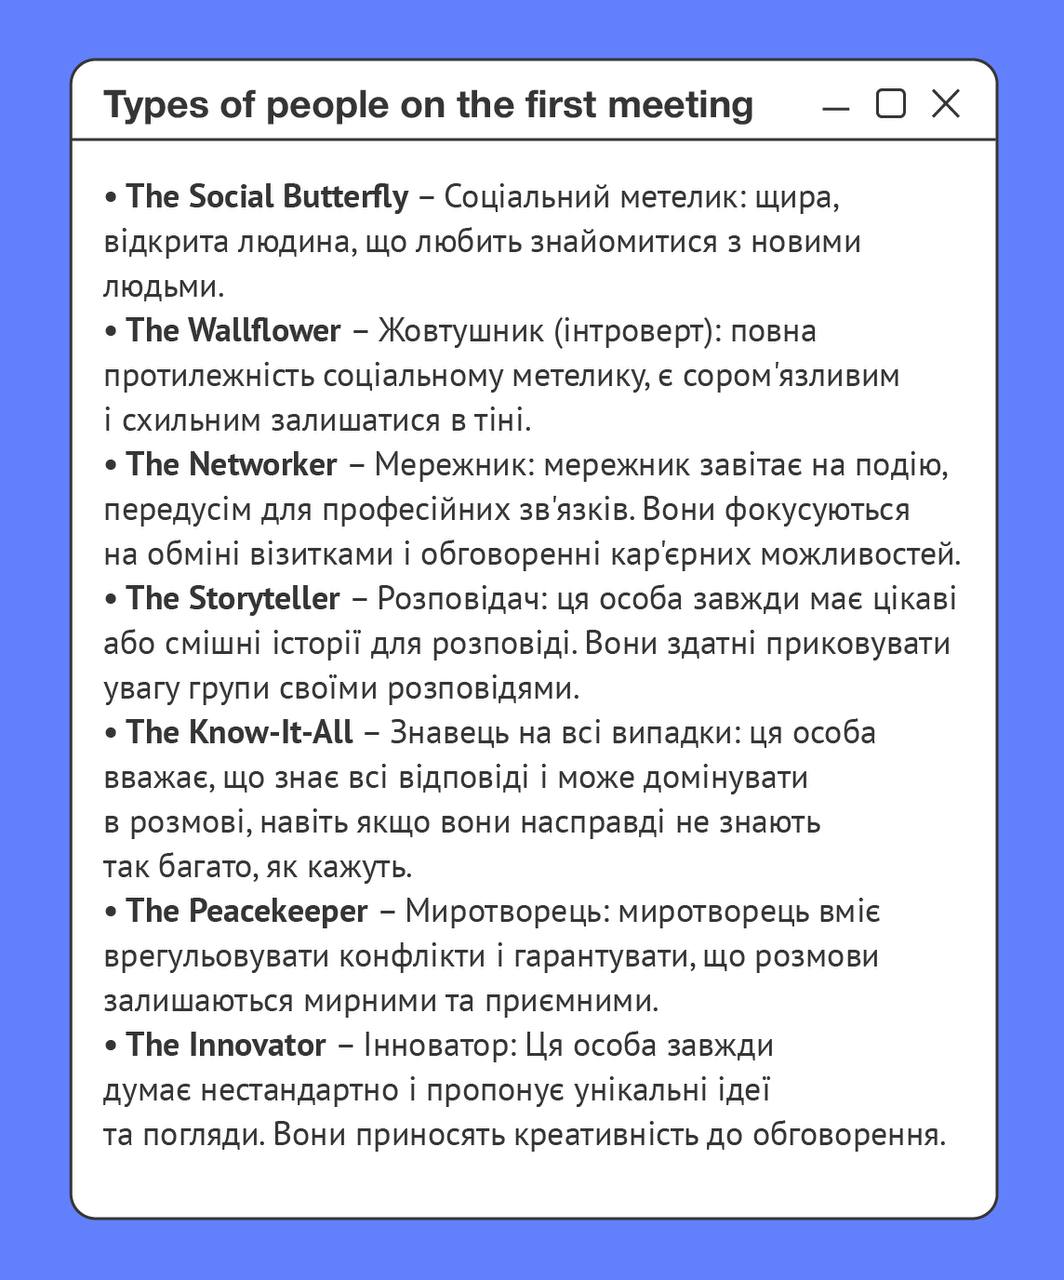 Types of people on the first meeting
• The Social Butterfly – Соціальний метелик: щира,
відкрита людина, що любить знайомитися з новими
людьми.
• The Wallflower – Жовтушник (інтроверт): повна
протилежність соціальному метелику, є сором'язливим
і схильним залишатися в тіні.
• The Networker – Мережник: мережник завітає на подію,
передусім для професійних зв'язків. Вони фокусуються
на обміні візитками і обговоренні кар'єрних можливостей.
• The Storyteller – Розповідач: ця особа завжди має цікаві
або смішні історії для розповіді. Вони здатні приковувати
увагу групи своїми розповідями.
• The Know-It-All – Знавець на всі випадки: ця особа
вважає, що знає всі відповіді і може домінувати
в розмові, навіть якщо вони насправді не знають
так багато, як кажуть.
• The Peacekeeper – Миротворець: миротворець вміє
врегульовувати конфлікти і гарантувати, що розмови
залишаються мирними та приємними.
• The Innovator – Інноватор: Ця особа завжди
думає нестандартно і пропонує унікальні ідеї
та погляди. Вони приносять креативність до обговорення.